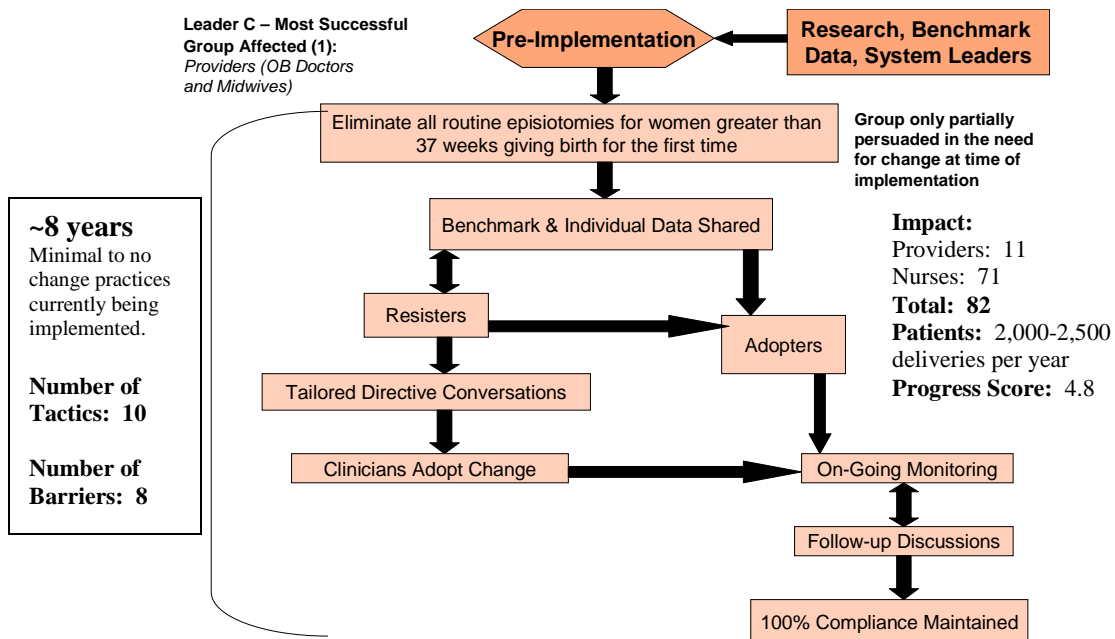 Leader C – Most Successful
Group Affected (1):
Providers (OB Doctors
and Midwives)
Pre-Implementation
Research, Benchmark
Data, System Leaders
Eliminate all routine episiotomies for women greater than
37 weeks giving birth for the first time
Group only partially
persuaded in the need
for change at time of
implementation
~8 years
Minimal to no
change practices
currently being
implemented.
Number of
Tactics: 10
Number of
Barriers: 8
Benchmark & Individual Data Shared
Resisters
Adopters
Tailored Directive Conversations
Clinicians Adopt Change
On-Going Monitoring
Follow-up Discussions
100% Compliance Maintained
Impact:
Providers: 11
Nurses: 71
Total: 82
Patients: 2,000-2,500
deliveries per year
Progress Score: 4.8